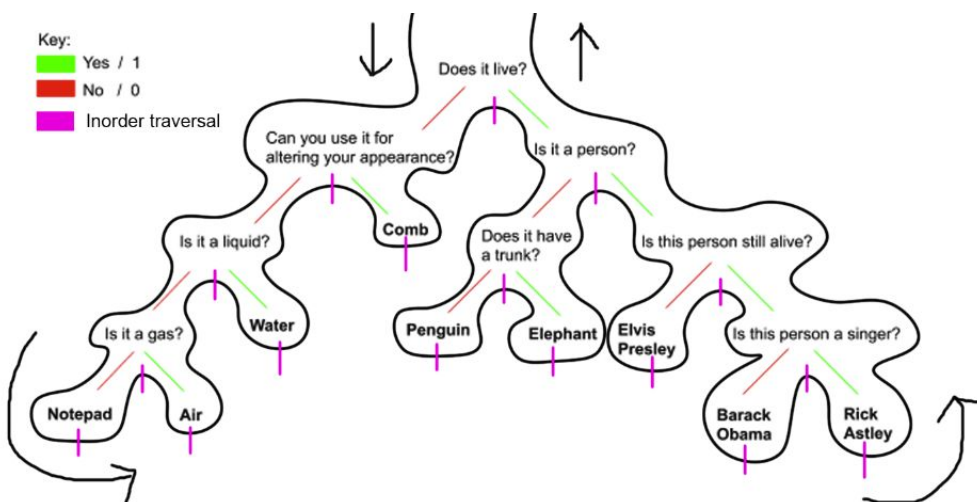 Key:
Yes / 1
No / 0
Inorder traversal
Does it live?
Can you use it for
altering your appearance?
Is it a person?
Is it a liquid?
Comb
Does it have
a trunk?
Is this person still alive?
Is it a gas?
Water
Penguin
Elephant
Elvis
Presley
Is this person a singer?
Notepad
Air
Barack
Obama
Rick
Astley